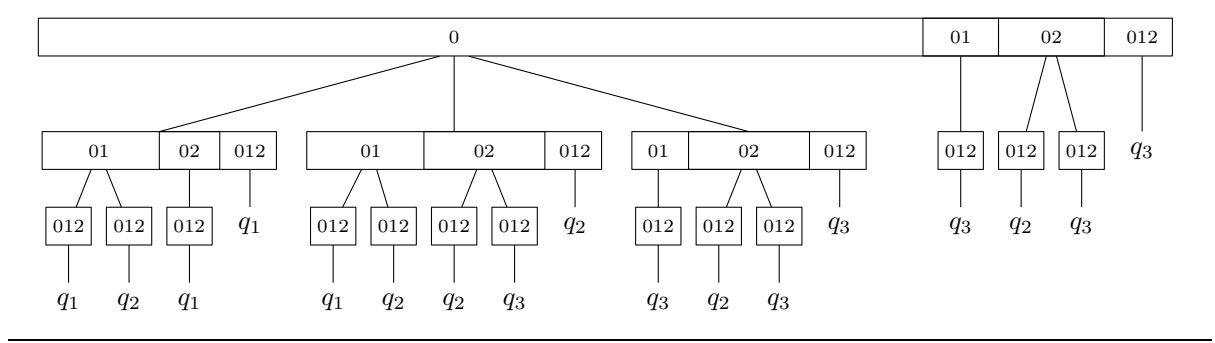 0 01 02 012
01 02 012 01 02 012 01 02 012 012 012 012 q₃
012 012 012 q₁ 012 012 012 012 q₂ 012 012 012 q₃ q₃ q₂ q₃
q₁ q₂ q₁ q₁ q₂ q₂ q₃ q₃ q₂ q₃